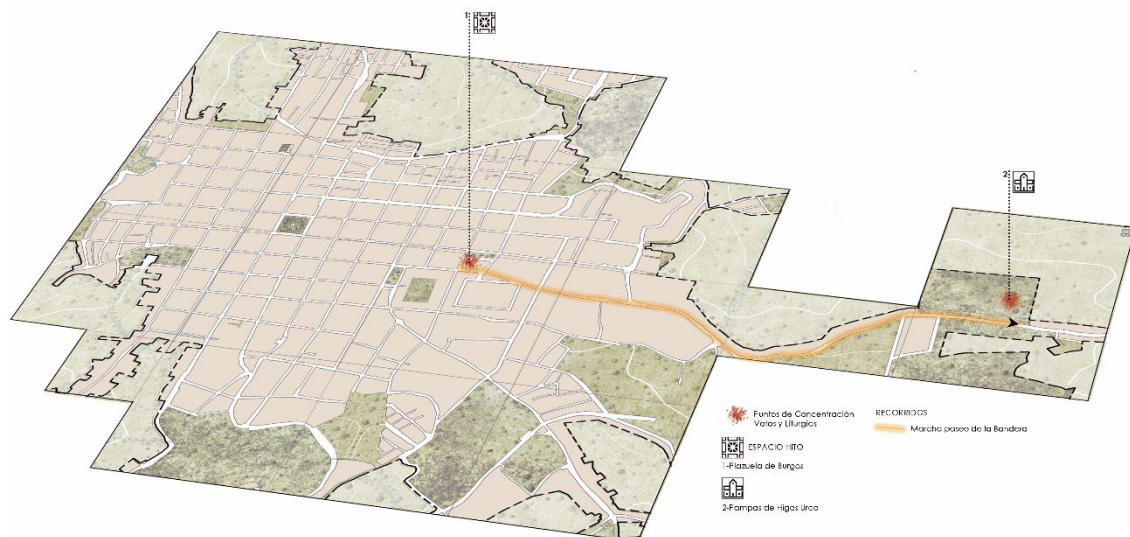 1
2
Puntos de Concentración
Votos y Liturgias
ESPACIO HITO
1-Plazuela de Burgos
2-Pampas de Higos Urco
RECORRIDOS
Marcha paseo de la Bandera